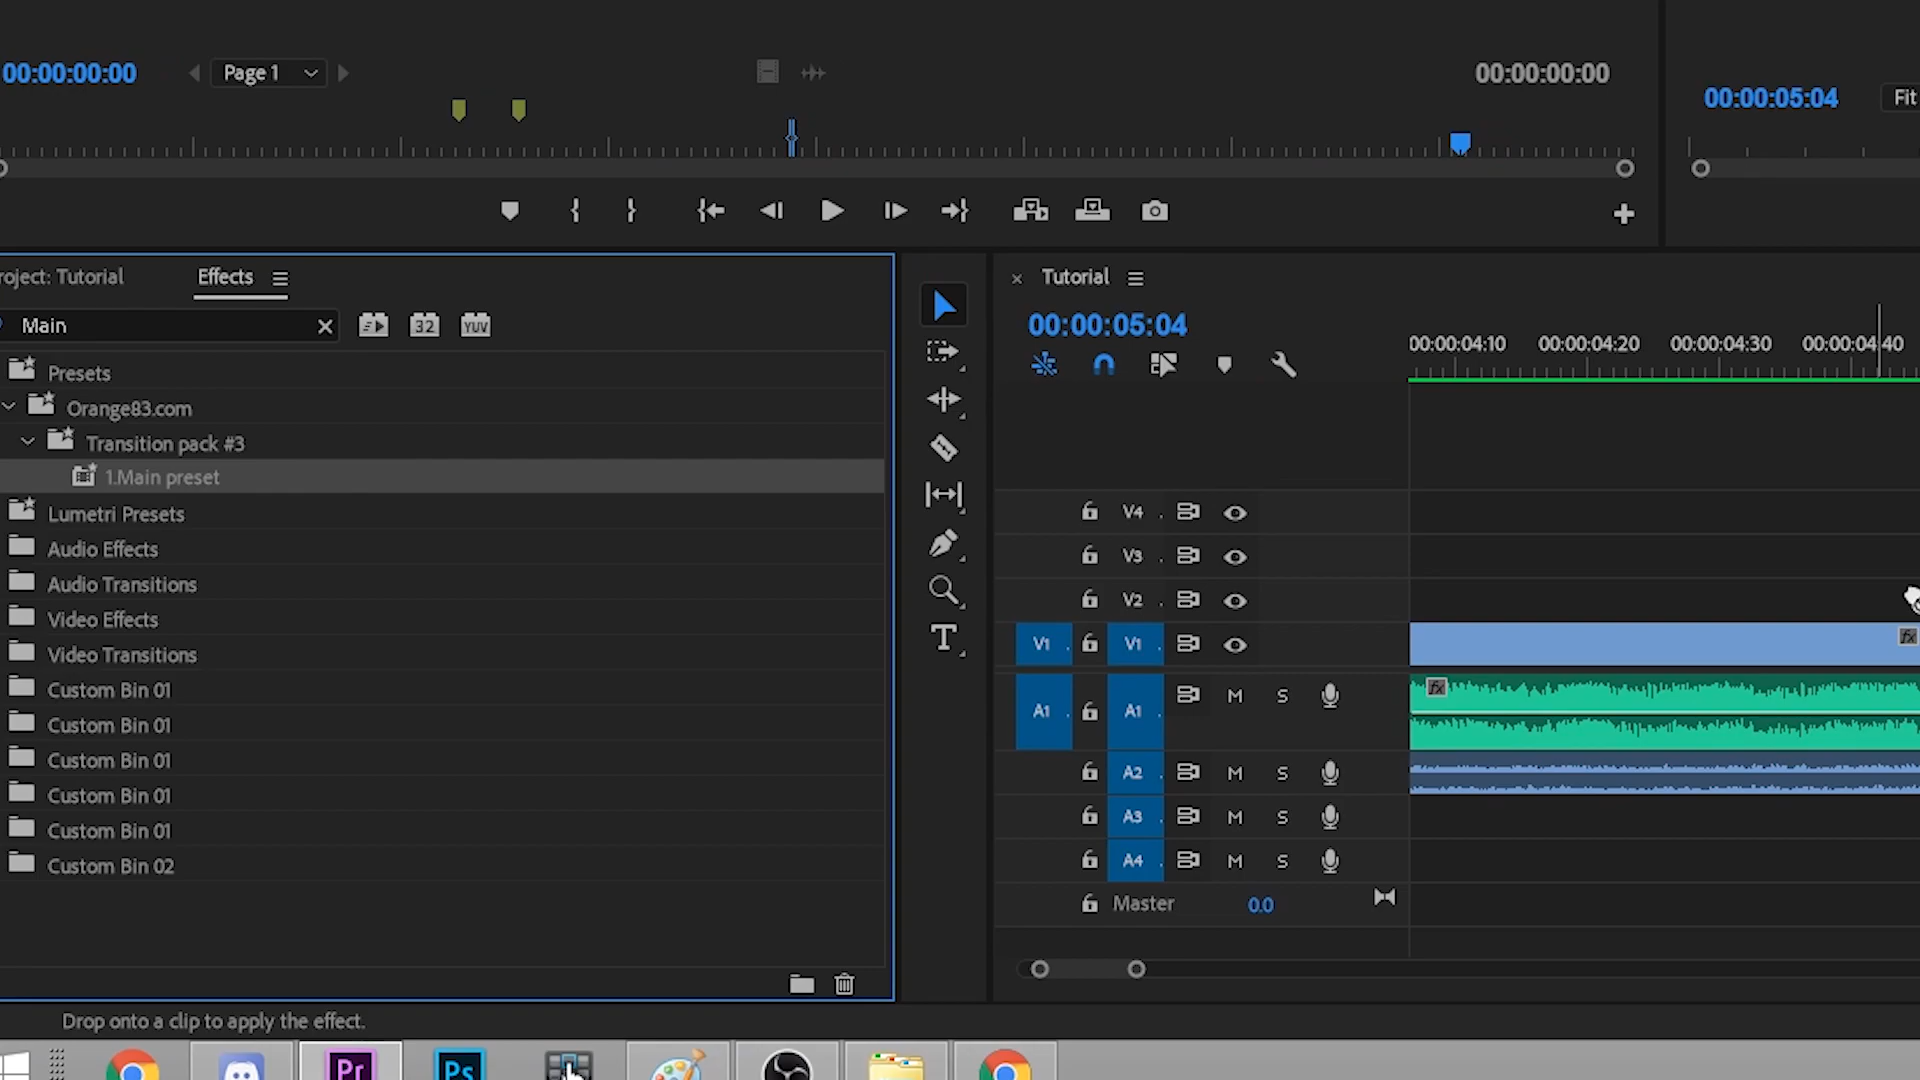 00:00:00:00
Page 1
00:00:00:00
00:00:05:04
Fit
roject: Tutorial
Effects
Main
32
YUV
Presets
Orange83.com
Transition pack #3
1.Main preset
Lumetri Presets
Audio Effects
Audio Transitions
Video Effects
Video Transitions
Custom Bin 01
Custom Bin 01
Custom Bin 01
Custom Bin 01
Custom Bin 01
Custom Bin 02
Drop onto a clip to apply the effect.
T
Tutorial
00:00:05:04
00:00:04:10 00:00:04:20 00:00:04:30 00:00:04:40
V4
V3
V2
V1 V1
fx
A1 A1 M S
fx
A2 M S
A3 M S
A4 M S
Master 0.0
Pr
Ps